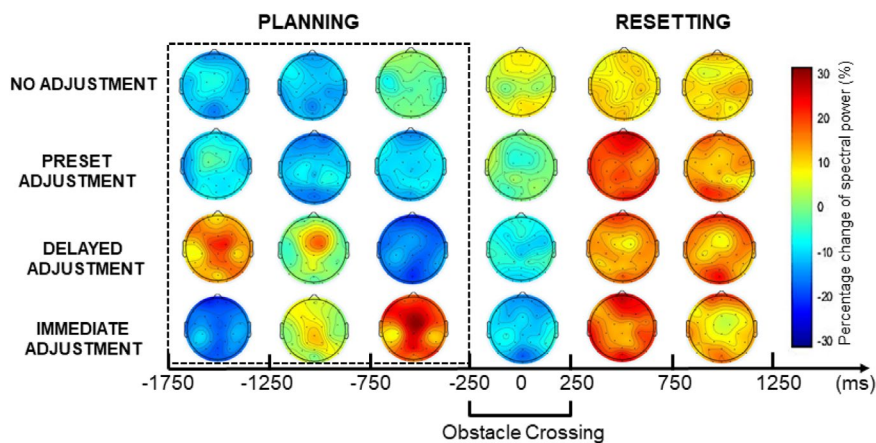 PLANNING RESETTING
NO ADJUSTMENT
PRESET
ADJUSTMENT
DELAYED
ADJUSTMENT
IMMEDIATE
ADJUSTMENT
30
20
10
0
-10
-20
-30
Percentage change of spectral power (%)
-1750 -1250 -750 -250 0 250 750 1250 (ms)
Obstacle Crossing